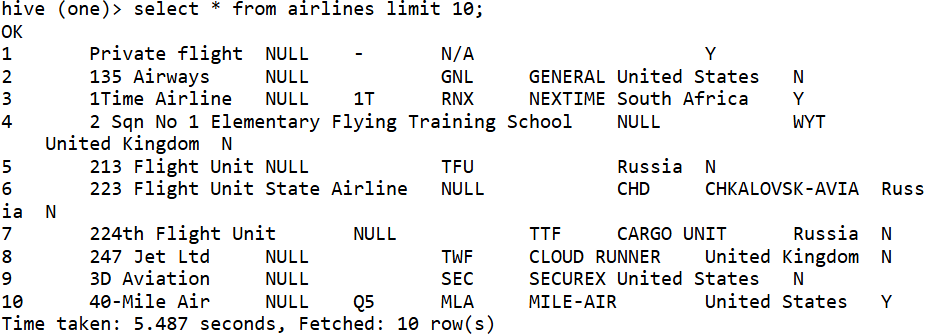 hive (one)> select * from airlines limit 10;
OK
1 Private flight NULL - N/A Y
2 135 Airways NULL GNL GENERAL United States N
3 1Time Airline NULL 1T RNX NEXTIME South Africa Y
4 2 Sqn No 1 Elementary Flying Training School NULL WYT
United Kingdom N
5 213 Flight Unit NULL TFU Russia N
6 223 Flight Unit State Airline NULL CHD CHKALOVSK-AVIA Russ
ia N
7 224th Flight Unit NULL TTF CARGO UNIT Russia N
8 247 Jet Ltd NULL TWF CLOUD RUNNER United Kingdom N
9 3D Aviation NULL SEC SECUREX United States N
10 40-Mile Air NULL Q5 MLA MILE-AIR United States Y
Time taken: 5.487 seconds, Fetched: 10 row(s)